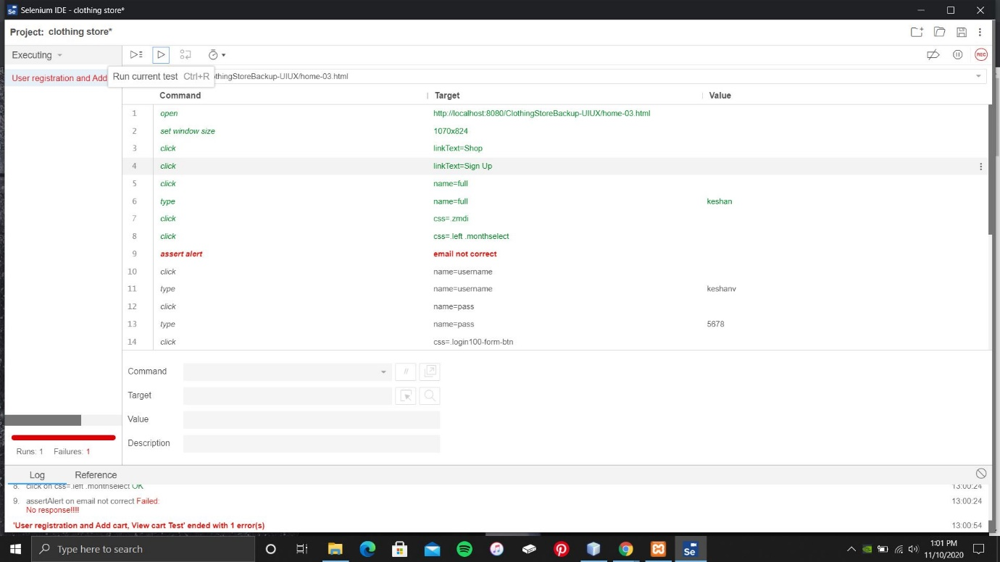 Selenium IDE - clothing store*
Project: clothing store*
Executing
User registration and Add
Run current test Ctrl+R
thingStoreBackup-UIUX/home-03.html
REC
Command Target Value
1 open http://localhost:8080/ClothingStoreBackup-UIUX/home-03.html
2 set window size 1070x824
3 click linkText=Shop
4 click linkText=Sign Up
5 click name=full
6 type name=full keshan
7 click css=.zmdi
8 click css=.left .monthselect
9 assert alert email not correct
10 click name=username
11 type name=username keshanv
12 click name=pass
13 type name=pass 5678
14 click css=.login100-form-btn
Command //
Target
Value
Description
Runs: 1 Failures: 1
Log Reference
8. click on css=.left .monthselect OK 13:00:24
9. assertAlert on email not correct Failed: 13:00:24
No response!!!!
'User registration and Add cart, View cart Test' ended with 1 error(s) 13:00:54
Type here to search
Se
1:01 PM
11/10/2020